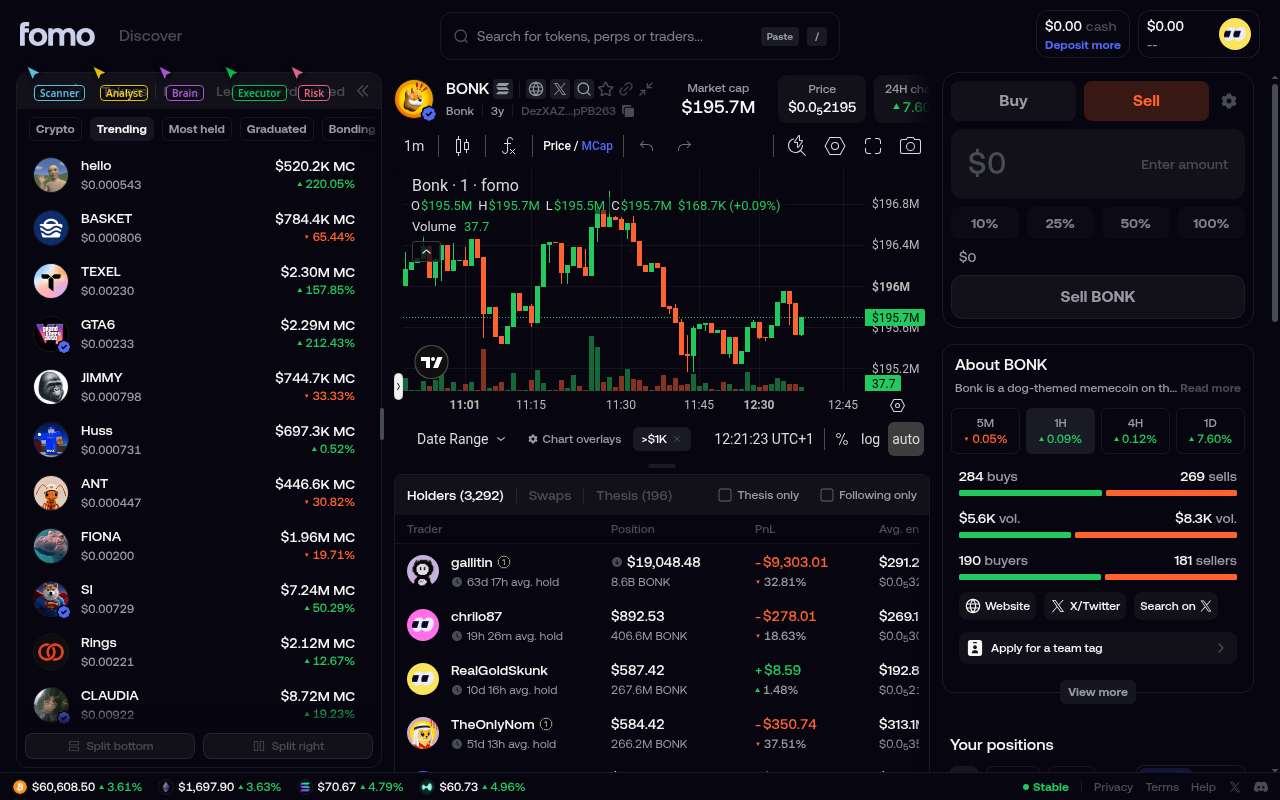 fomo
Discover
Search for tokens, perps or traders...
Paste
/
$0.00 cash
Deposit more
$0.00
--
Scanner
Analyst
Brain
Executor
Risk
Crypto
Trending
Most held
Graduated
Bonding
hello
$0.000543
$520.2K MC
220.05%
BASKET
$0.000806
$784.4K MC
65.44%
TEXEL
$0.00230
$2.30M MC
157.85%
GTA6
$0.00233
$2.29M MC
212.43%
JIMMY
$0.000798
$744.7K MC
33.33%
Huss
$0.000731
$697.3K MC
0.52%
ANT
$0.000447
$446.6K MC
30.82%
FIONA
$0.00200
$1.96M MC
19.71%
SI
$0.00729
$7.24M MC
50.29%
Rings
$0.00221
$2.12M MC
12.67%
CLAUDIA
$0.00922
$8.72M MC
19.23%
Split bottom
Split right
BONK
Bonk
3y
DezXAZ...pPB263
Market cap
$195.7M
Price
$0.0₅2195
24H
7.60
1m
Price / MCap
Bonk · 1 · fomo
O$195.5M H$195.7M L$195.5M C$195.7M $168.7K (+0.09%)
Volume 37.7
$196.8M
$196.4M
$196M
$195.7M
$195.6M
$195.2M
37.7
11:01
11:15
11:30
11:45
12:30
12:45
Date Range
Chart overlays
>$1K ×
12:21:23 UTC+1
%
log
auto
Holders (3,292)
Swaps
Thesis (196)
Thesis only
Following only
Trader
Position
PnL
Avg. en
gallitin 1
63d 17h avg. hold
$19,048.48
8.6B BONK
-$9,303.01
32.81%
$291.2
chrilo87
19h 26m avg. hold
$892.53
406.6M BONK
-$278.01
18.63%
$269.1
RealGoldSkunk
10d 16h avg. hold
$587.42
267.6M BONK
+$8.59
1.48%
$192.8
TheOnlyNom 1
51d 13h avg. hold
$584.42
266.2M BONK
-$350.74
37.51%
Buy
Sell
$0
Enter amount
10%
25%
50%
100%
$0
Sell BONK
About BONK
Bonk is a dog-themed memecoin on th... Read more
5M
0.05%
1H
0.09%
4H
0.12%
1D
7.60%
284 buys
269 sells
$5.6K vol.
$8.3K vol.
190 buyers
181 sellers
Website
X/Twitter
Search on X
Apply for a team tag
View more
Your positions
$60,608.50 3.61%
$1,697.90 3.63%
$70.67 4.79%
$60.73 4.96%
Stable
Privacy
Terms
Help